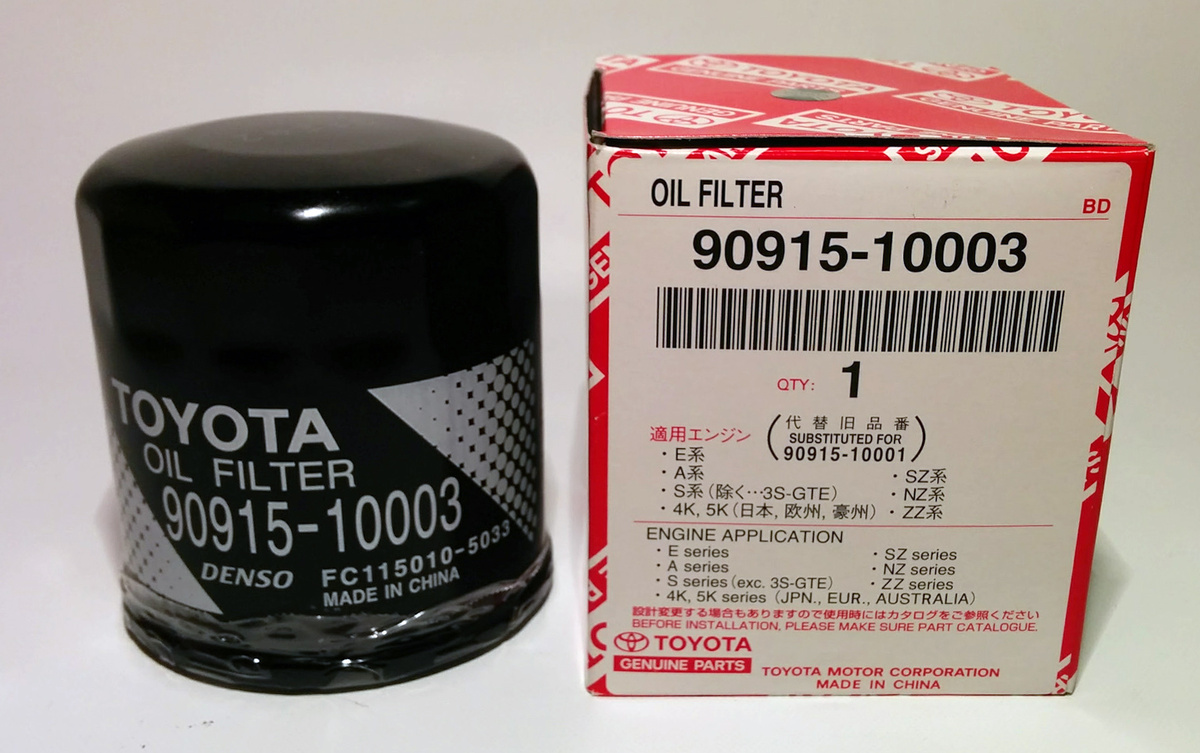 TOYOTA
OIL FILTER
90915-10003
DENSO FC115010-5033
MADE IN CHINA
TOYOTA
GENUINE PARTS
OIL FILTER
BD
90915-10003
QTY: 1
適用エンジン
(代替旧品番
SUBSTITUTED FOR
90915-10001)
・E系
・A系
・SZ系
・S系(除く…3S-GTE)
・NZ系
・4K, 5K(日本, 欧州, 豪州)
・ZZ系
ENGINE APPLICATION
・E series
・SZ series
・A series
・NZ series
・S series (exc. 3S-GTE)
・ZZ series
・4K, 5K series (JPN., EUR., AUSTRALIA)
設計変更する場合もありますので使用時にはカタログをご参照ください
BEFORE INSTALLATION, PLEASE MAKE SURE PART CATALOGUE.
TOYOTA
GENUINE PARTS
TOYOTA MOTOR CORPORATION
MADE IN CHINA